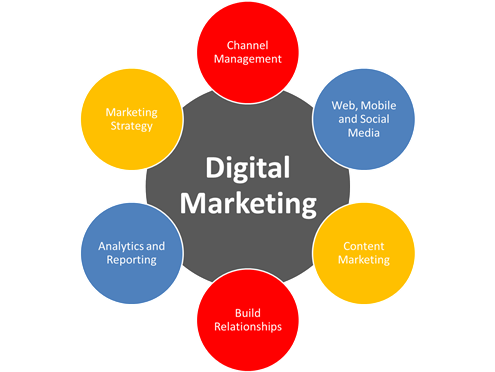 Channel
Management
Web, Mobile
and Social
Media
Content
Marketing
Build
Relationships
Analytics and
Reporting
Marketing
Strategy
Digital
Marketing